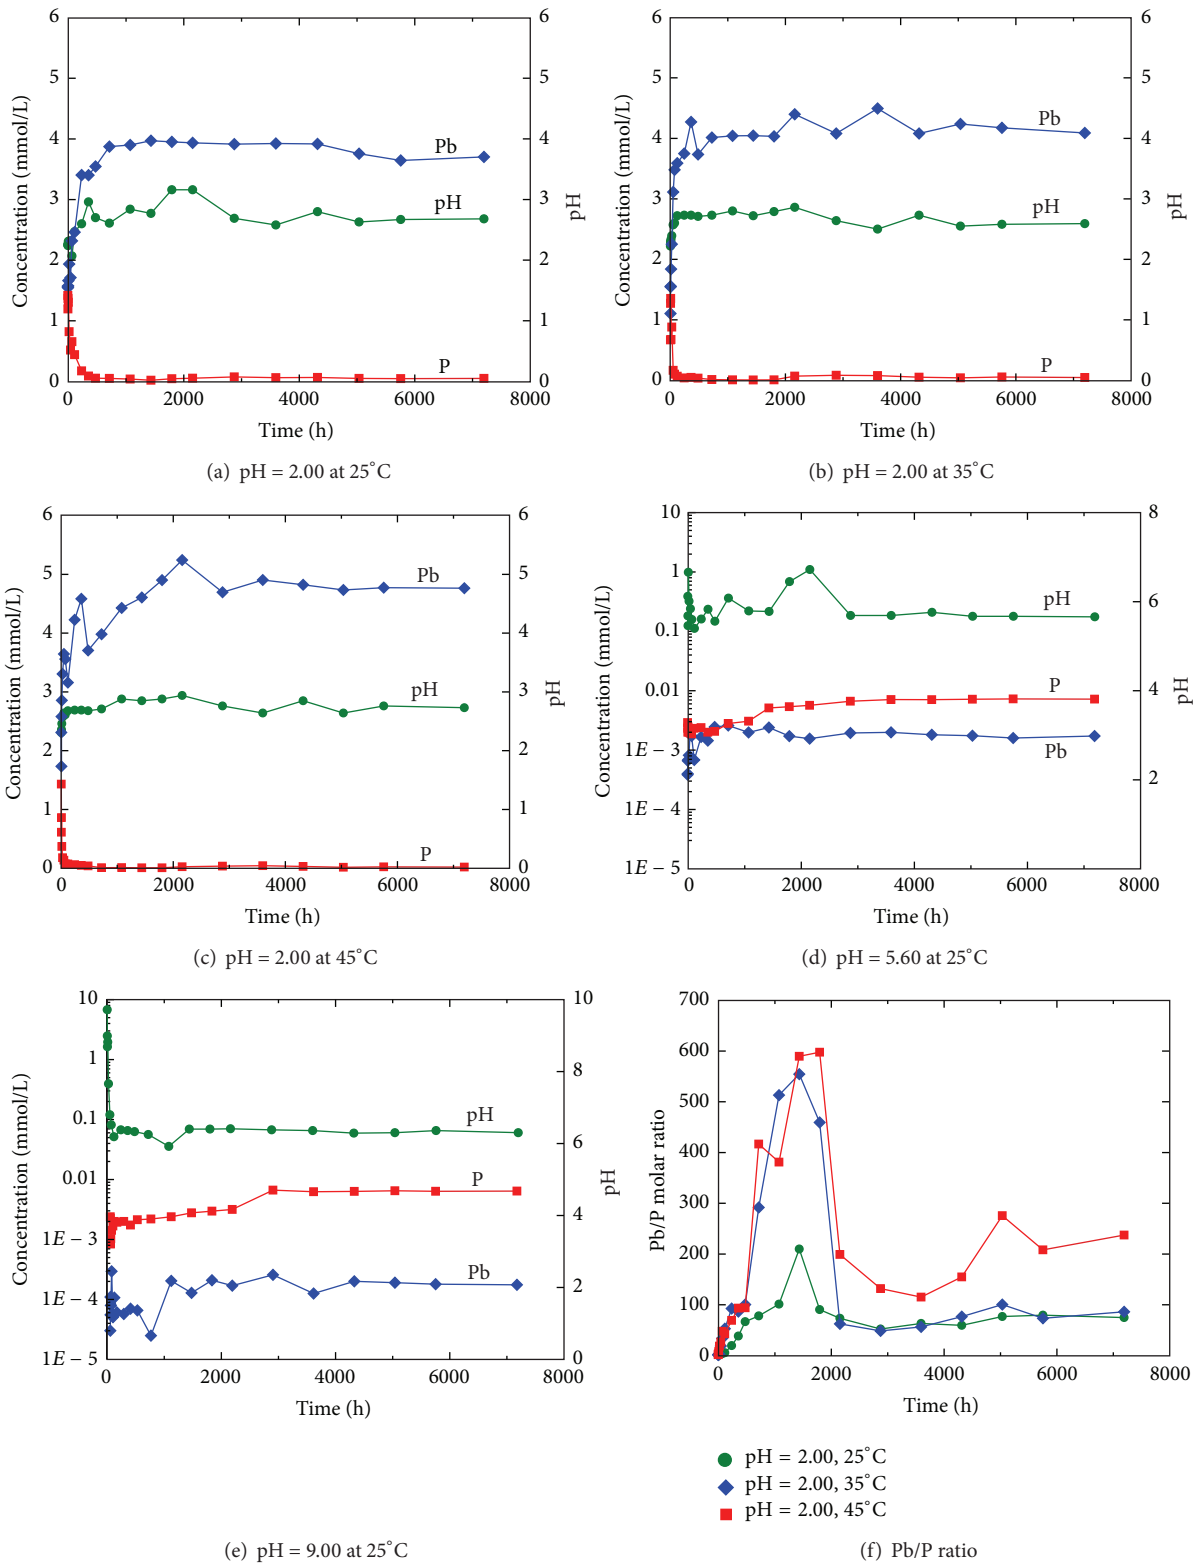 6 6 6 6
5 5 5 5
4 4 4 4
3 3 3 3
2 2 2 2
1 1 1 1
0 0 0 0
Concentration (mmol/L) pH Concentration (mmol/L) pH
Pb Pb
pH pH
P P
0 2000 4000 6000 8000 0 2000 4000 6000 8000
Time (h) Time (h)
(a) pH = 2.00 at 25°C (b) pH = 2.00 at 35°C
6 6 10 8
5 5 1
4 4 0.1 6
3 3 0.01 4
2 2 1E − 3
1 1 1E − 4 2
0 0 1E − 5
Concentration (mmol/L) pH Concentration (mmol/L) pH
Pb pH
pH P
P Pb
0 2000 4000 6000 8000 0 2000 4000 6000 8000
Time (h) Time (h)
(c) pH = 2.00 at 45°C (d) pH = 5.60 at 25°C
10 10 700
1 8 600
0.1 6 500
0.01 400
1E − 3 4 300
1E − 4 2 200
1E − 5 0 100
0
Concentration (mmol/L) pH Pb/P molar ratio
pH
P
Pb
0 2000 4000 6000 8000 0 2000 4000 6000 8000
Time (h) Time (h)
pH = 2.00, 25°C
pH = 2.00, 35°C
pH = 2.00, 45°C
(e) pH = 9.00 at 25°C (f) Pb/P ratio